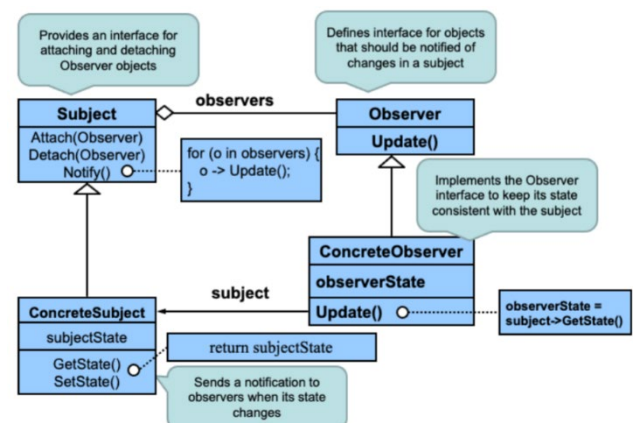 Provides an interface for
attaching and detaching
Observer objects
Defines interface for objects
that should be notified of
changes in a subject
Subject
observers
Observer
Attach(Observer)
Detach(Observer)
Notify()
for (o in observers) {
o -> Update();
}
Update()
Implements the Observer
interface to keep its state
consistent with the subject
ConcreteObserver
observerState
Update()
observerState =
subject->GetState()
subject
ConcreteSubject
subjectState
GetState()
SetState()
return subjectState
Sends a notification to
observers when its state
changes